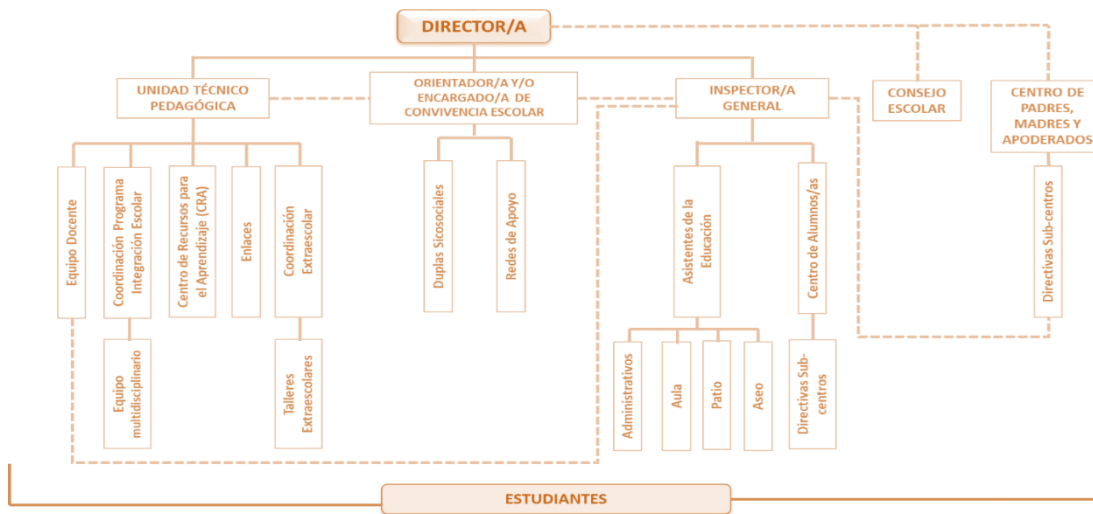 DIRECTOR/A
UNIDAD TÉCNICO
PEDAGÓGICA
ORIENTADOR/A Y/O
ENCARGADO/A DE
CONVIVENCIA ESCOLAR
INSPECTOR/A
GENERAL
CONSEJO
ESCOLAR
CENTRO DE
PADRES,
MADRES Y
APODERADOS
Equipo Docente
Coordinación Programa
Integración Escolar
Centro de Recursos para
el Aprendizaje (CRA)
Enlaces
Coordinación
Extraescolar
Duplas Sicosociales
Redes de Apoyo
Asistentes de la
Educación
Centro de Alumnos/as
Directivas Sub-centros
Equipo
multidisciplinario
Talleres
Extraescolares
Administrativos
Aula
Patio
Aseo
Directivas Sub-
centros
ESTUDIANTES